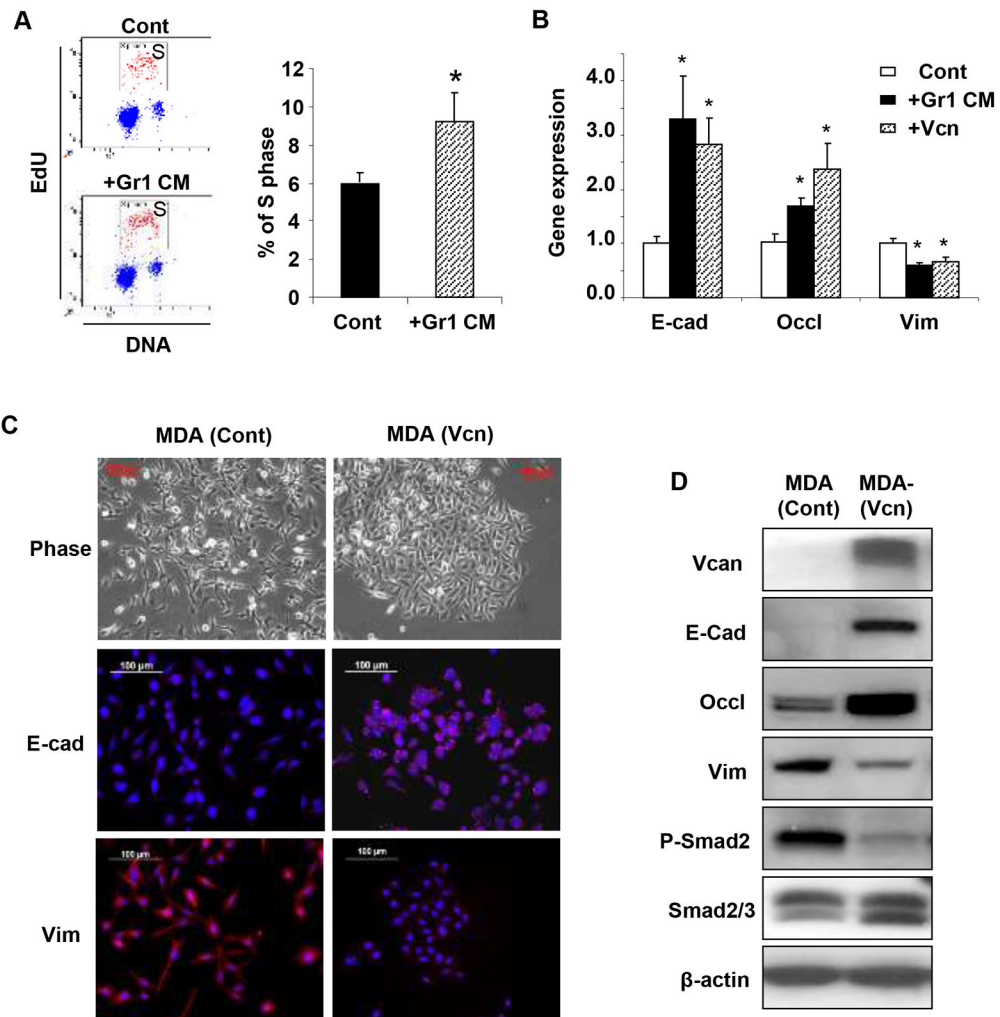 A
Cont
S
+Gr1 CM
S
EdU
DNA
% of S phase
12
10
8
6
4
2
0
*
Cont
+Gr1 CM
B
Gene expression
4.0
3.0
2.0
1.0
0.0
* * * * * *
Cont
+Gr1 CM
+Vcn
E-cad Occl Vim
C
MDA (Cont) MDA (Vcn)
Phase
E-cad
100 µm 100 µm
Vim
100 µm 100 µm
D
MDA (Cont)
MDA- (Vcn)
Vcan
E-Cad
Occl
Vim
P-Smad2
Smad2/3
β-actin